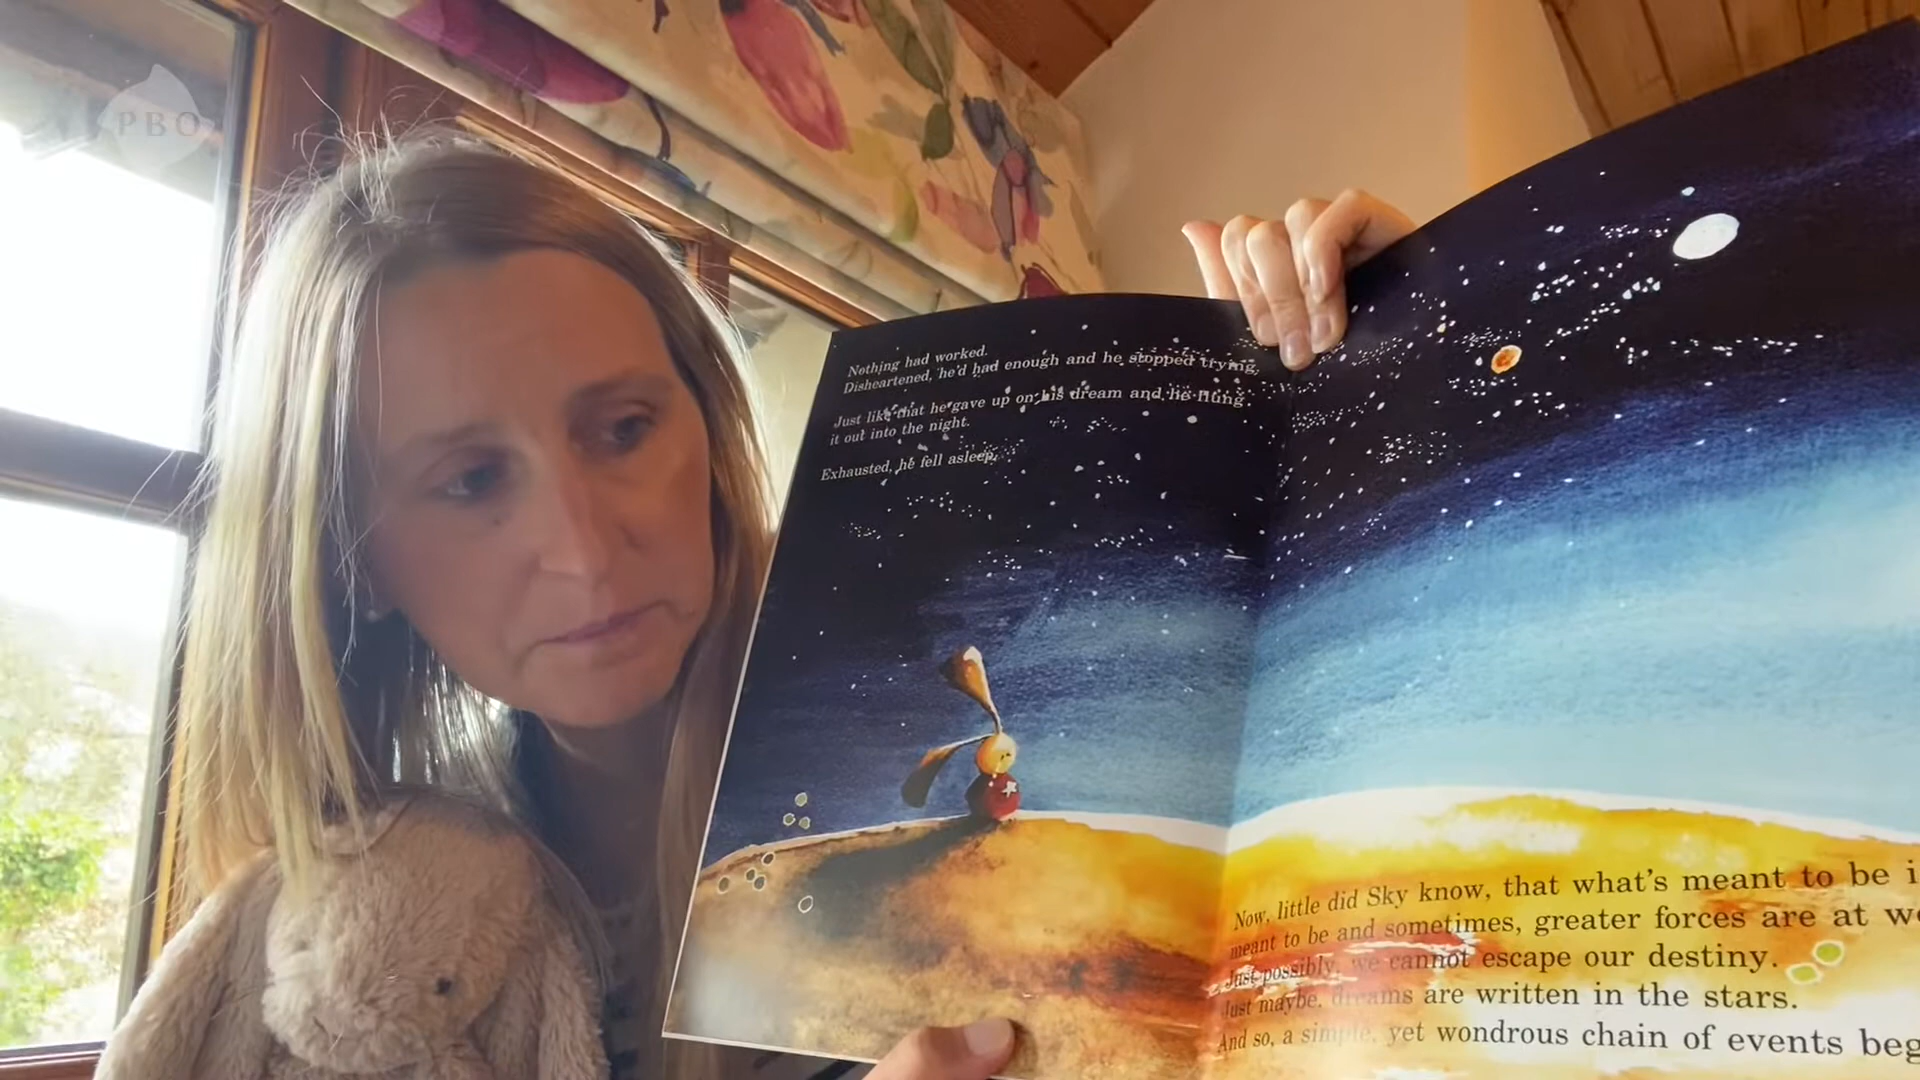 PBO
Nothing had worked.
Disheartened, he'd had enough and he stopped trying.
Just like that he gave up on his dream and he flung
it out into the night.
Exhausted, he fell asleep.
Now, little did Sky know, that what's meant to be i
meant to be and sometimes, greater forces are at wo
Just possibly, we cannot escape our destiny.
Just maybe, dreams are written in the stars.
And so, a simple, yet wondrous chain of events beg